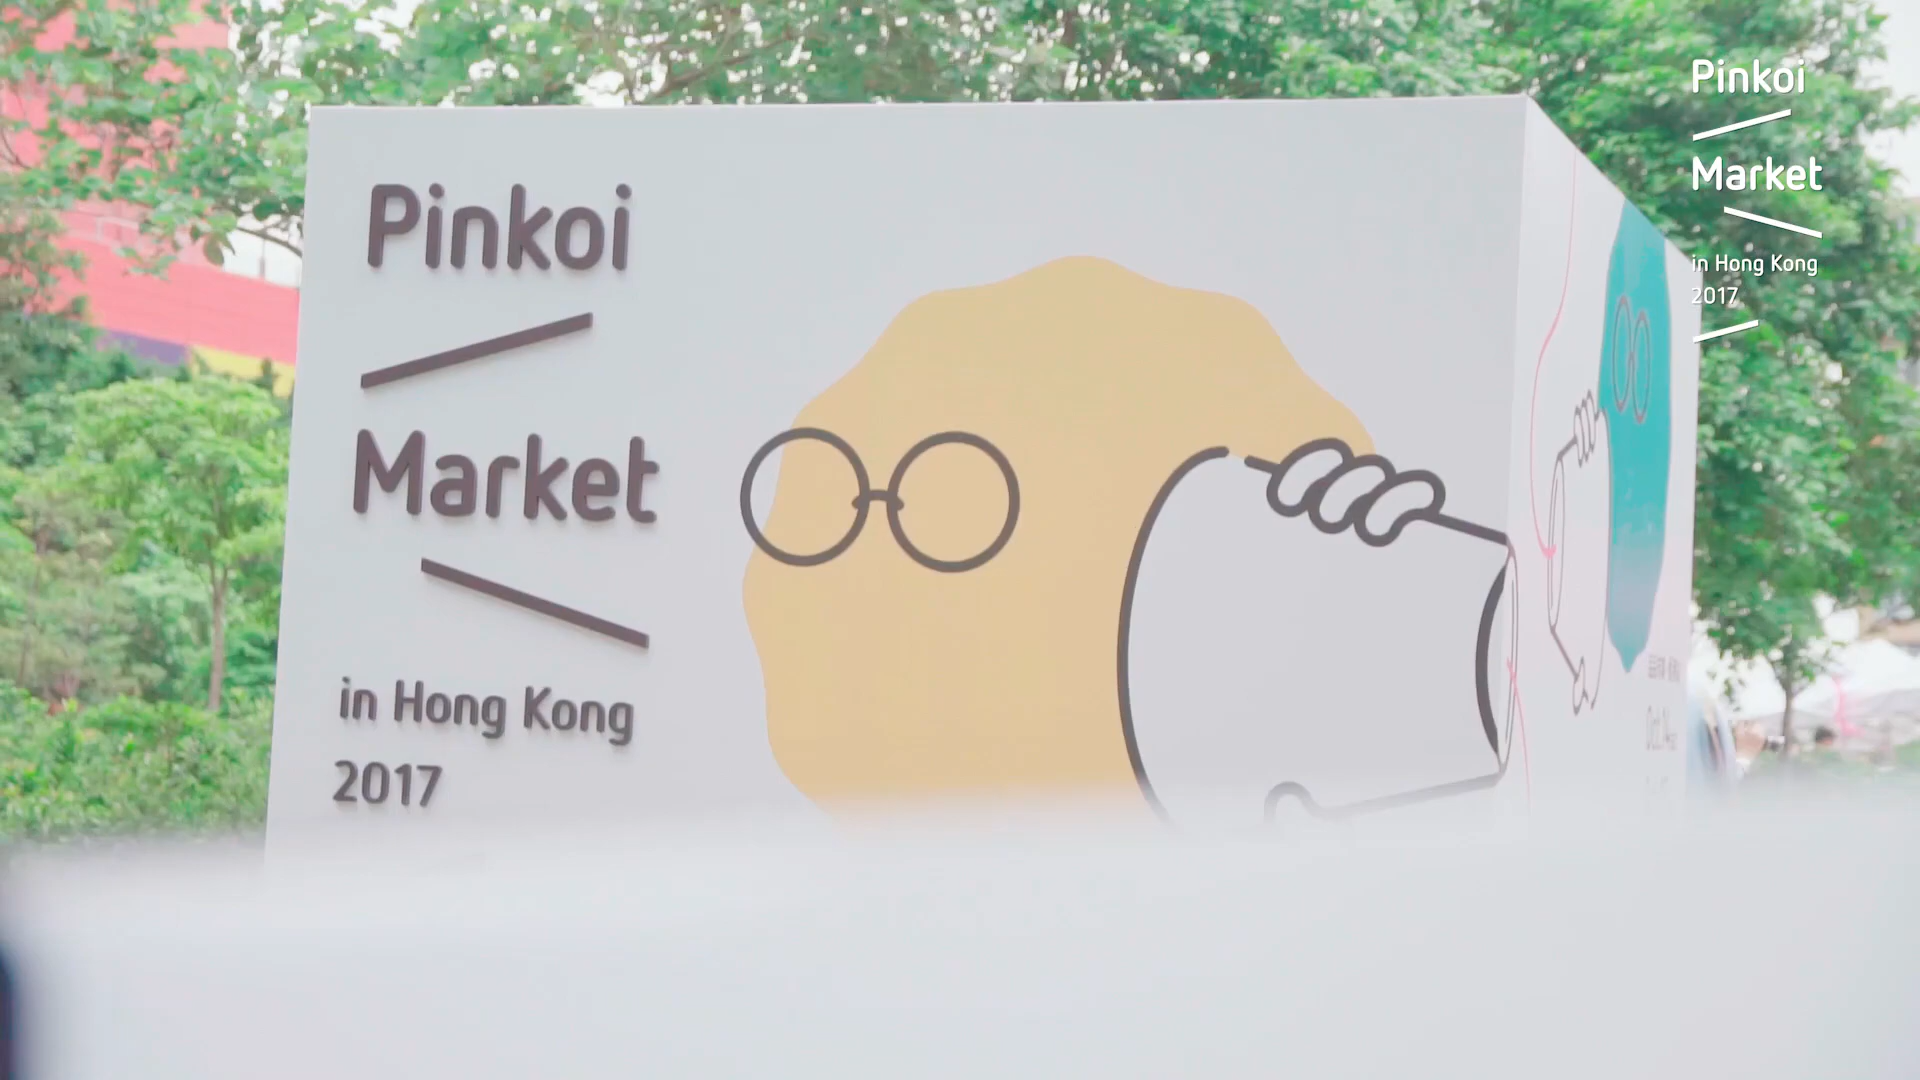 Pinkoi
Market
in Hong Kong
2017
Pinkoi
Market
in Hong Kong
2017